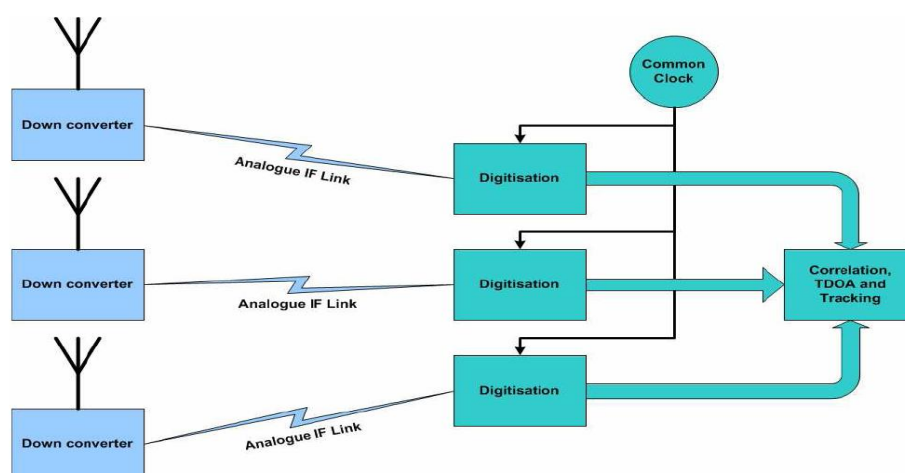 Common
Clock
Down converter
Analogue IF Link
Digitisation
Down converter
Analogue IF Link
Digitisation
Correlation,
TDOA and
Tracking
Down converter
Analogue IF Link
Digitisation